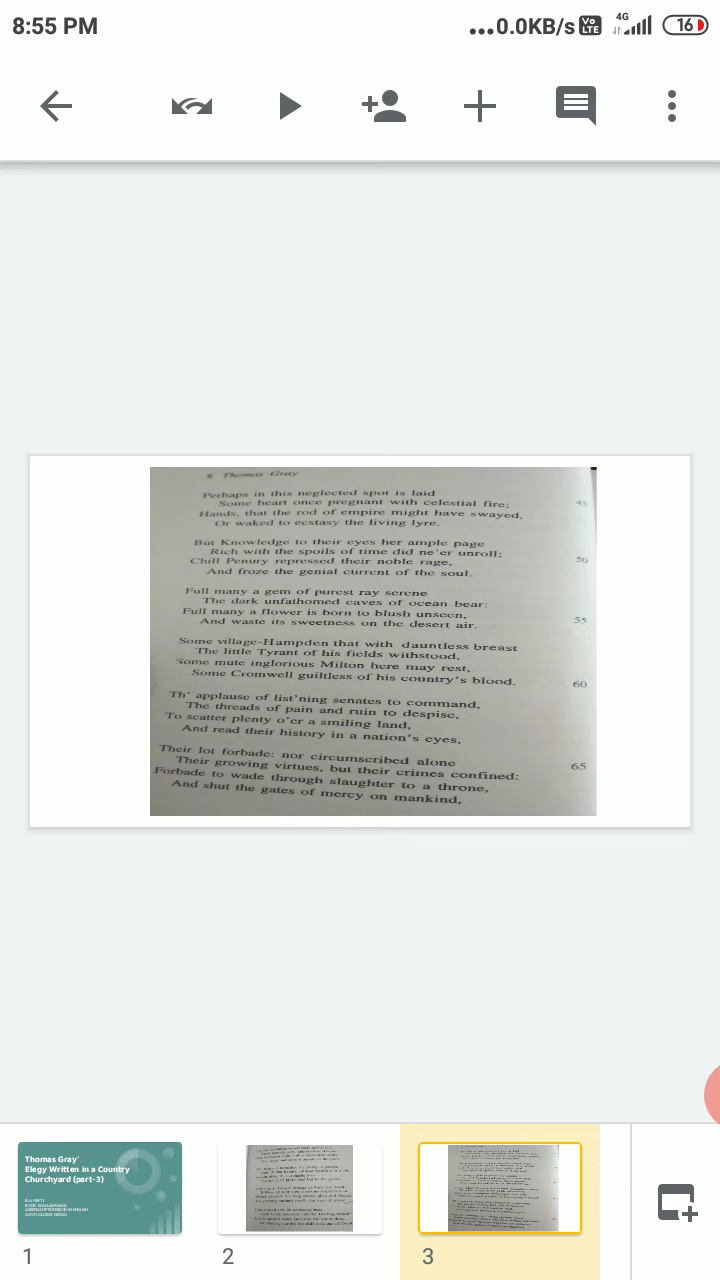 8:55 PM
...0.0KB/s Vo LTE 4G 16
8 Thomas Gray
Perhaps in this neglected spot is laid
Some heart once pregnant with celestial fire; 45
Hands, that the rod of empire might have swayed,
Or waked to ecstasy the living lyre.
But Knowledge to their eyes her ample page
Rich with the spoils of time did ne'er unroll; 50
Chill Penury repressed their noble rage,
And froze the genial current of the soul.
Full many a gem of purest ray serene
The dark unfathomed caves of ocean bear:
Full many a flower is born to blush unseen, 55
And waste its sweetness on the desert air.
Some village-Hampden that with dauntless breast
The little Tyrant of his fields withstood,
Some mute inglorious Milton here may rest,
Some Cromwell guiltless of his country's blood. 60
Th' applause of list'ning senates to command,
The threads of pain and ruin to despise,
To scatter plenty o'er a smiling land,
And read their history in a nation's eyes,
Their lot forbade: nor circumscribed alone
Their growing virtues, but their crimes confined: 65
Forbade to wade through slaughter to a throne,
And shut the gates of mercy on mankind,
Thomas Gray'
Elegy Written in a Country
Churchyard (part-3)
1
2
3